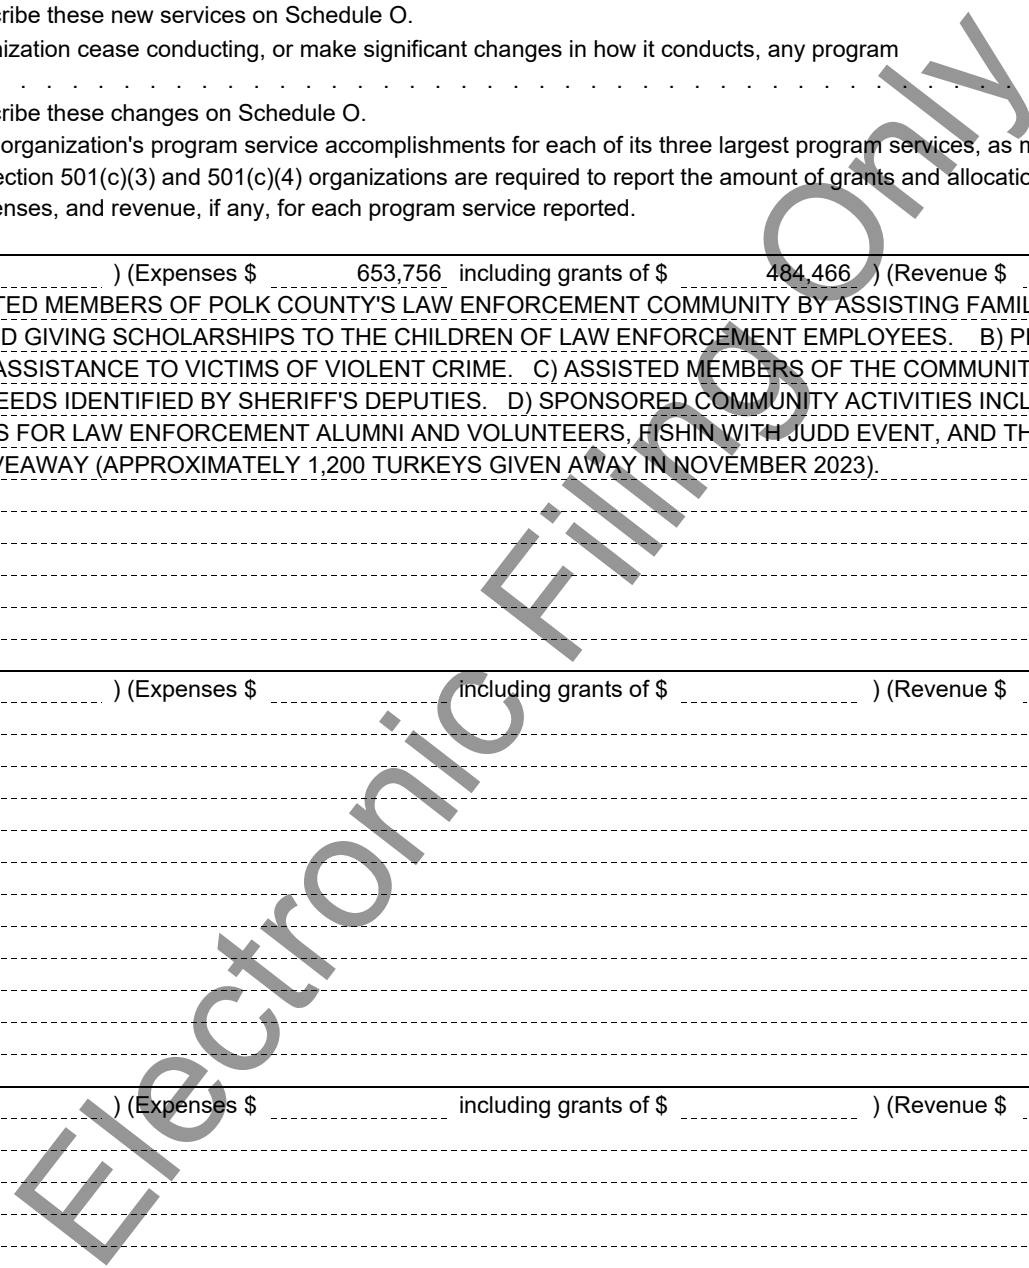 cribe these new services on Schedule O.
nization cease conducting, or make significant changes in how it conducts, any program
. . . . . . . . . . . . . . . . . . . . . . . . . . . . . . . . . . . . . . .
cribe these changes on Schedule O.
organization's program service accomplishments for each of its three largest program services, as m
ection 501(c)(3) and 501(c)(4) organizations are required to report the amount of grants and allocatio
enses, and revenue, if any, for each program service reported.
) (Expenses $ 653,756 including grants of $ 484,466 ) (Revenue $
TED MEMBERS OF POLK COUNTY'S LAW ENFORCEMENT COMMUNITY BY ASSISTING FAMIL
D GIVING SCHOLARSHIPS TO THE CHILDREN OF LAW ENFORCEMENT EMPLOYEES. B) P
ASSISTANCE TO VICTIMS OF VIOLENT CRIME. C) ASSISTED MEMBERS OF THE COMMUNIT
EEDS IDENTIFIED BY SHERIFF'S DEPUTIES. D) SPONSORED COMMUNITY ACTIVITIES INCL
S FOR LAW ENFORCEMENT ALUMNI AND VOLUNTEERS, FISHIN WITH JUDD EVENT, AND TH
VEAWAY (APPROXIMATELY 1,200 TURKEYS GIVEN AWAY IN NOVEMBER 2023).
) (Expenses $ including grants of $ ) (Revenue $
) (Expenses $ including grants of $ ) (Revenue $
Electronic Filing Only